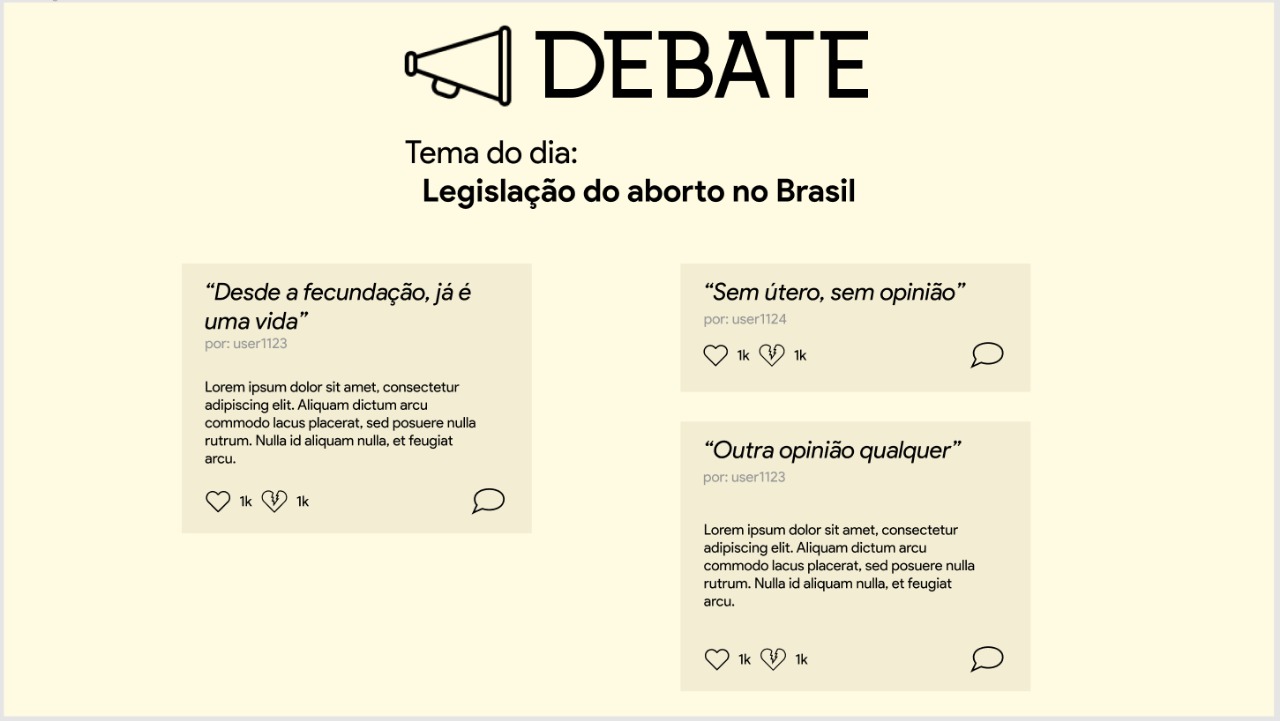 DEBATE
Tema do dia:
Legislação do aborto no Brasil
“Desde a fecundação, já é
uma vida”
por: user1123
Lorem ipsum dolor sit amet, consectetur
adipiscing elit. Aliquam dictum arcu
commodo lacus placerat, sed posuere nulla
rutrum. Nulla id aliquam nulla, et feugiat
arcu.
1k 1k
“Sem útero, sem opinião”
por: user1124
1k 1k
“Outra opinião qualquer”
por: user1123
Lorem ipsum dolor sit amet, consectetur
adipiscing elit. Aliquam dictum arcu
commodo lacus placerat, sed posuere nulla
rutrum. Nulla id aliquam nulla, et feugiat
arcu.
1k 1k